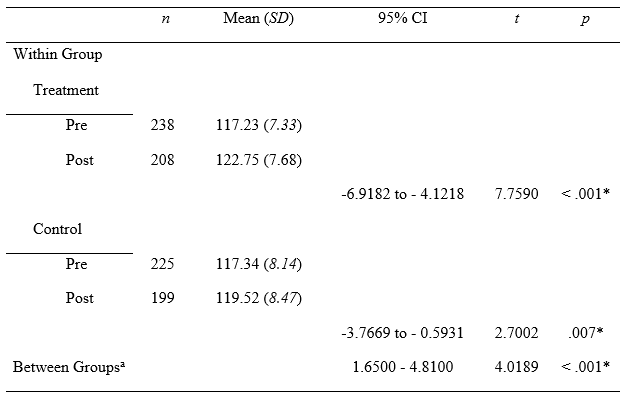 n Mean (SD) 95% CI t p
Within Group
Treatment
Pre 238 117.23 (7.33)
Post 208 122.75 (7.68)
-6.9182 to - 4.1218 7.7590 < .001*
Control
Pre 225 117.34 (8.14)
Post 199 119.52 (8.47)
-3.7669 to - 0.5931 2.7002 .007*
Between Groupsᵃ 1.6500 - 4.8100 4.0189 < .001*